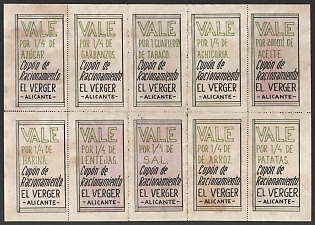 VALE
POR 1/4 DE
AZÚCAR
Cupón de
Racionamiento
EL VERGER
-ALICANTE-
VALE
POR 1/4 DE
GARBANZOS.
Cupón de
Racionamiento
EL VERGER
-ALICANTE-
VALE
POR 1 CUARTERÓN
DE TABACO.
Cupón de
Racionamiento
EL VERGER
-ALICANTE-
VALE
POR 1/4 DE
ACHICORIA.
Cupón de
Racionamiento
EL VERGER
-ALICANTE-
VALE
POR
DE
ACEITE
Cupón de
Racionamiento
EL VERGER
-ALICANTE-
VALE
POR 1/4 DE
HARINA.
Cupón de
Racionamiento
EL VERGER
-ALICANTE-
VALE
POR 1/4 DE
LENTEJAS.
Cupón de
Racionamiento
EL VERGER
-ALICANTE-
VALE
POR 1/4 DE
SAL.
Cupón de
Racionamiento
EL VERGER
-ALICANTE-
VALE
POR 1/4
DE ARROZ.
Cupón de
Racionamiento
EL VERGER
-ALICANTE-
VALE
POR 1/4 DE
PATATAS.
Cupón de
Racionamiento
EL VERGER
-ALICANTE-